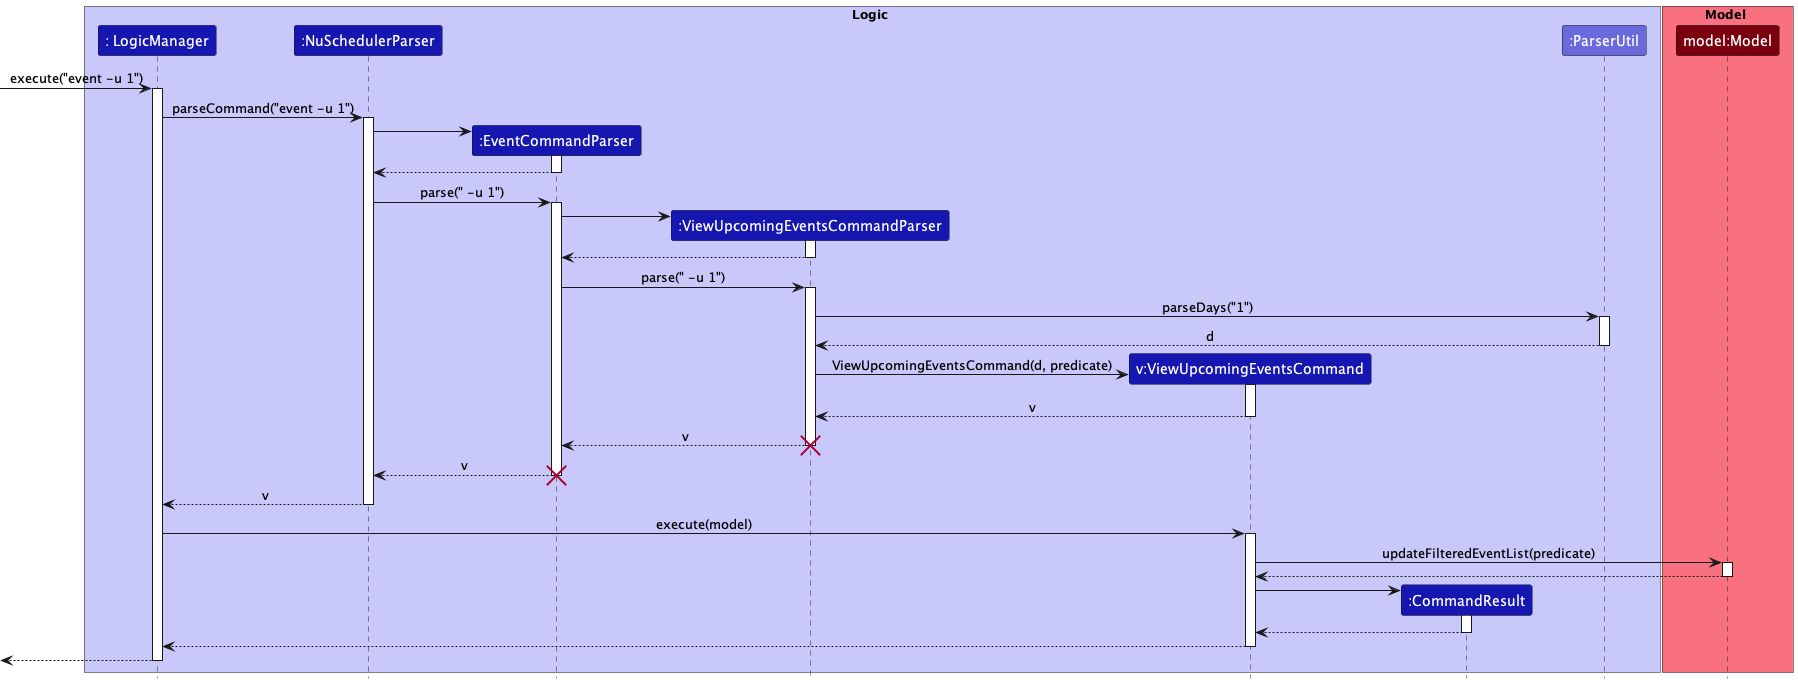 Logic
Model
: LogicManager
:NuSchedulerParser
:ParserUtil
model:Model
execute("event -u 1")
parseCommand("event -u 1")
:EventCommandParser
parse(" -u 1")
:ViewUpcomingEventsCommandParser
parse(" -u 1")
parseDays("1")
d
ViewUpcomingEventsCommand(d, predicate)
v:ViewUpcomingEventsCommand
v
v
v
v
execute(model)
updateFilteredEventList(predicate)
:CommandResult